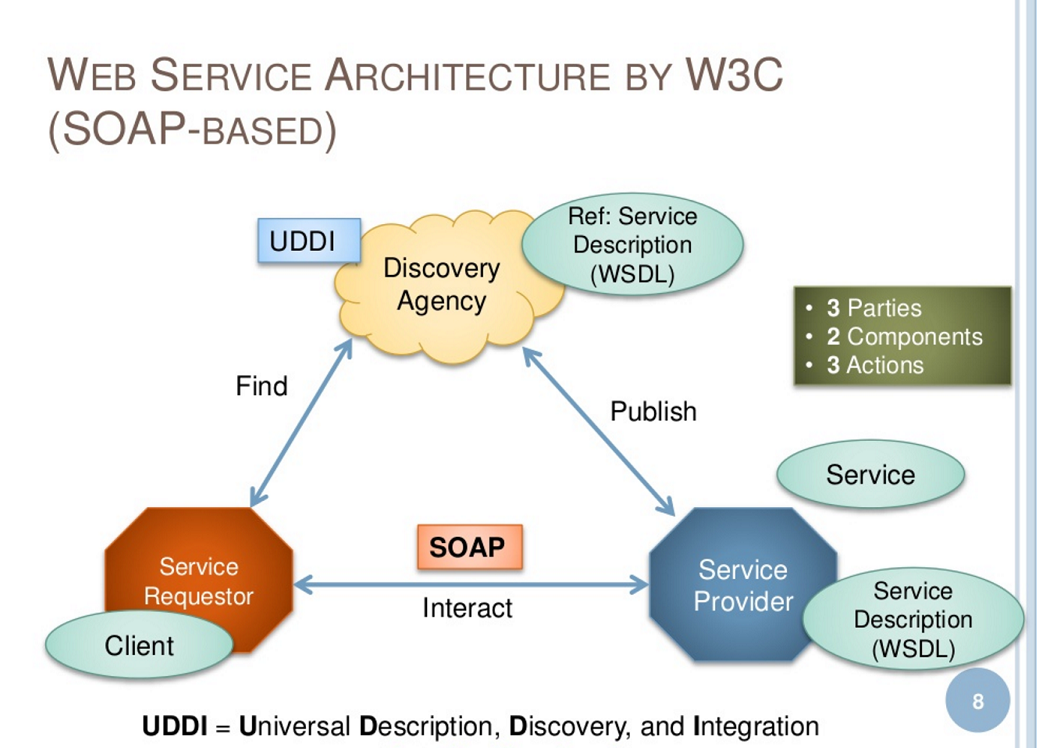 WEB SERVICE ARCHITECTURE BY W3C
(SOAP-BASED)
UDDI
Discovery
Agency
Ref: Service
Description
(WSDL)
• 3 Parties
• 2 Components
• 3 Actions
Find
Publish
Service
Service
Requestor
Client
SOAP
Interact
Service
Provider
Service
Description
(WSDL)
8
UDDI = Universal Description, Discovery, and Integration